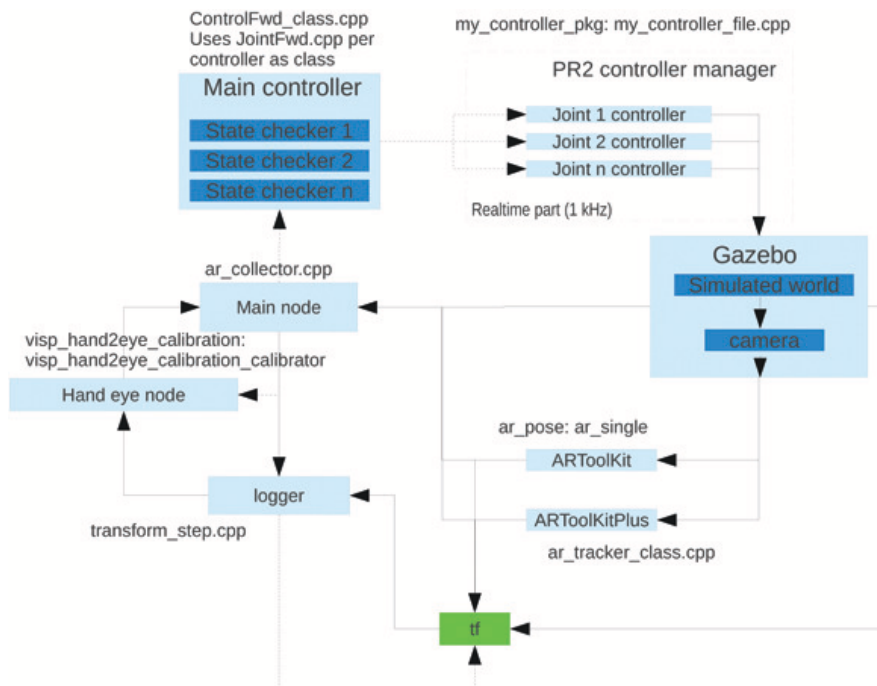 ControlFwd_class.cpp
Uses JointFwd.cpp per
controller as class
Main controller
State checker 1
State checker 2
State checker n
my_controller_pkg: my_controller_file.cpp
PR2 controller manager
Joint 1 controller
Joint 2 controller
Joint n controller
Realtime part (1 kHz)
Gazebo
Simulated world
camera
ar_collector.cpp
Main node
visp_hand2eye_calibration:
visp_hand2eye_calibration_calibrator
Hand eye node
ar_pose: ar_single
ARToolKit
logger
ARToolKitPlus
transform_step.cpp
ar_tracker_class.cpp
tf